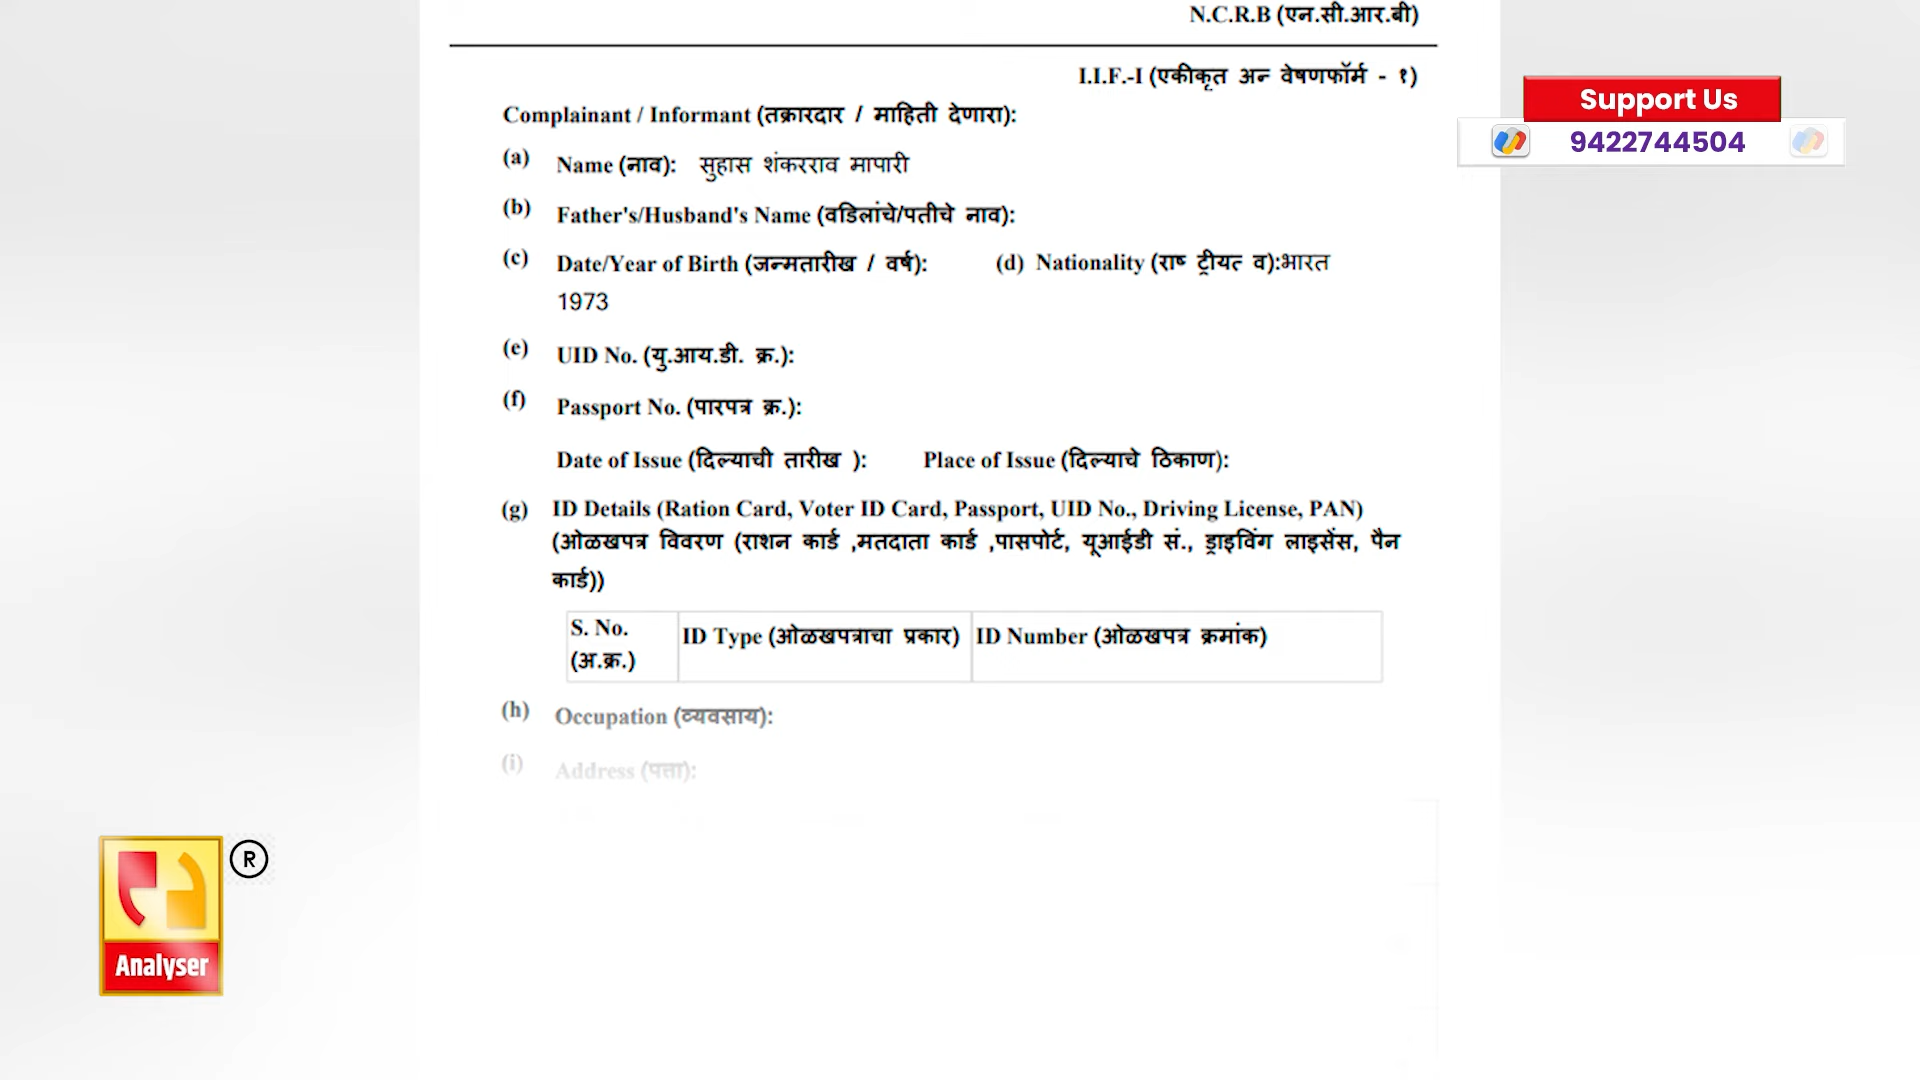 N.C.R.B (एन.सी.आर.बी)
I.I.F.-I (एकीकृत अन वेषणफॉर्म - १)
Support Us
9422744504
Complainant / Informant (तक्रारदार / माहिती देणारा):
(a) Name (नाव): सुहास शंकरराव मापारी
(b) Father's/Husband's Name (वडिलांचे/पतीचे नाव):
(c) Date/Year of Birth (जन्मतारीख / वर्ष): (d) Nationality (राष ट्रीयत व):भारत
1973
(e) UID No. (यु.आय.डी. क्र.):
(f) Passport No. (पारपत्र क्र.):
Date of Issue (दिल्याची तारीख ): Place of Issue (दिल्याचे ठिकाण):
(g) ID Details (Ration Card, Voter ID Card, Passport, UID No., Driving License, PAN)
(ओळखपत्र विवरण (राशन कार्ड ,मतदाता कार्ड ,पासपोर्ट, यूआईडी सं., ड्राइविंग लाइसेंस, पैन
कार्ड))
S. No. ID Type (ओळखपत्राचा प्रकार) ID Number (ओळखपत्र क्रमांक)
(अ.क्र.)
(h) Occupation (व्यवसाय):
(i) Address (पत्ता):
R
Analyser